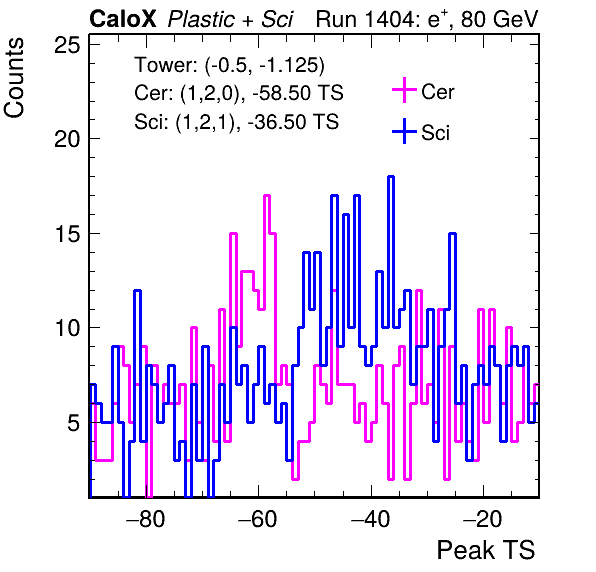 CaloX Plastic + Sci Run 1404: e⁺, 80 GeV
Tower: (-0.5, -1.125)
Cer: (1,2,0), -58.50 TS
Sci: (1,2,1), -36.50 TS
Cer
Sci
Counts
25
20
15
10
5
−80 −60 −40 −20
Peak TS